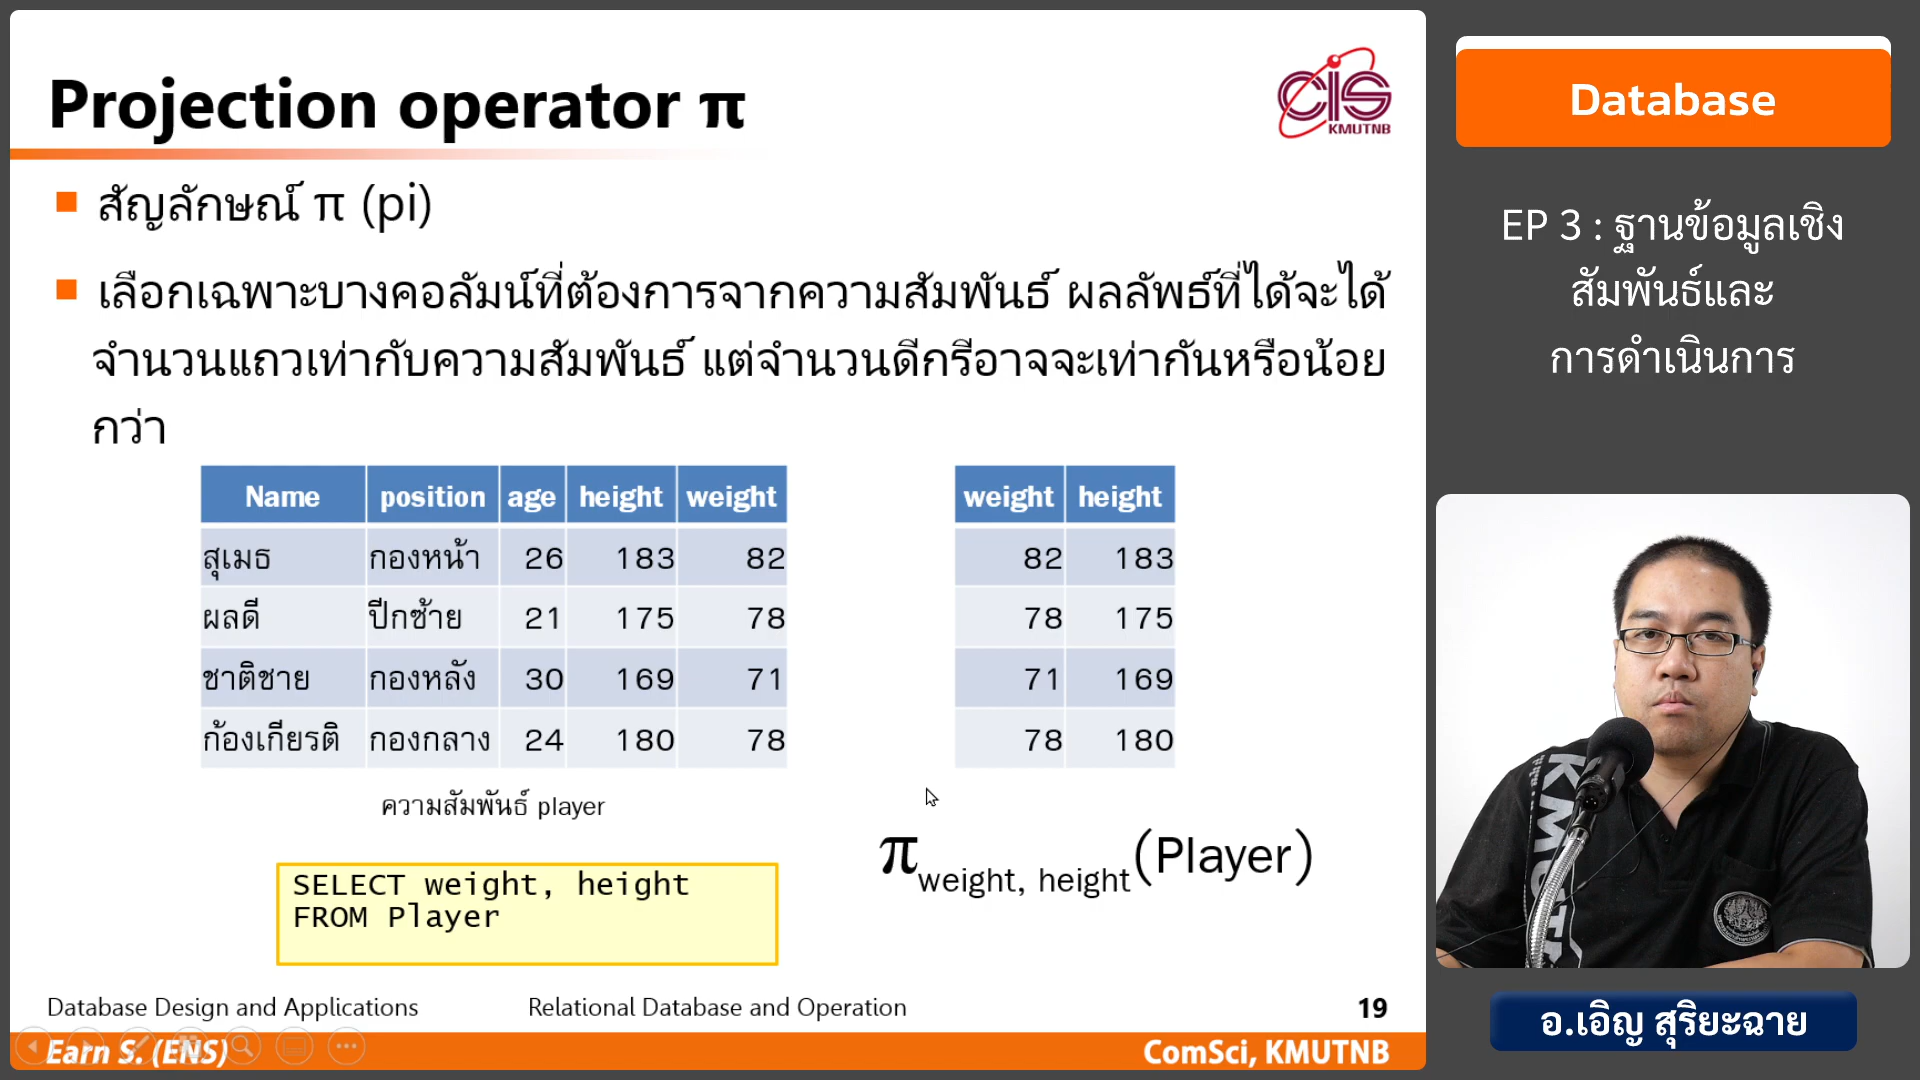 Projection operator π
CIS
KMUTNB
สัญลักษณ์ π (pi)
เลือกเฉพาะบางคอลัมน์ที่ต้องการจากความสัมพันธ์ ผลลัพธ์ที่ได้จะได้
จำนวนแถวเท่ากับความสัมพันธ์ แต่จำนวนดีกรีอาจจะเท่ากันหรือน้อย
กว่า
Name position age height weight
สุเมธ กองหน้า 26 183 82
ผลดี ปีกซ้าย 21 175 78
ชาติชาย กองหลัง 30 169 71
ก้องเกียรติ กองกลาง 24 180 78
ความสัมพันธ์ player
weight height
82 183
78 175
71 169
78 180
π weight, height (Player)
SELECT weight, height
FROM Player
Database Design and Applications Relational Database and Operation 19
Earn S. (ENS) ComSci, KMUTNB
Database
EP 3 : ฐานข้อมูลเชิง
สัมพันธ์และ
การดำเนินการ
KMUTNB
อ.เอิญ สุริยะฉาย